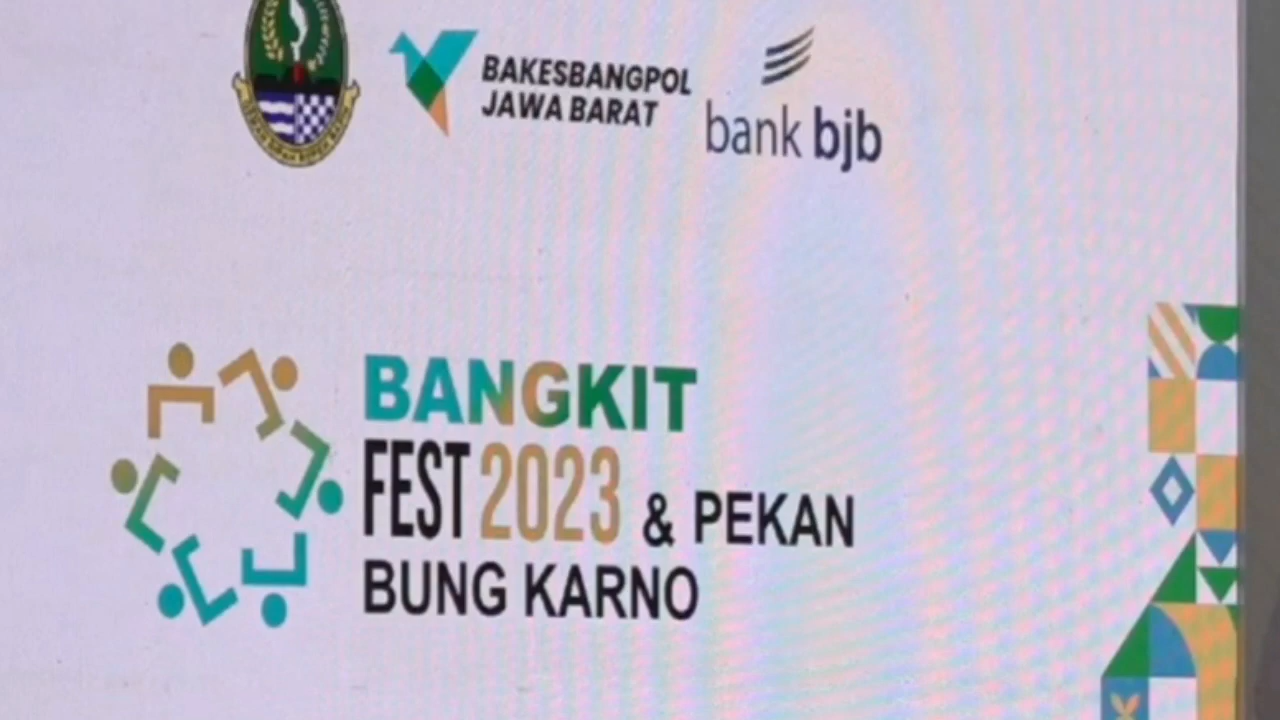 BAKESBANGPOL
JAWA BARAT
bank bjb
BANGKIT
FEST 2023 & PEKAN
BUNG KARNO